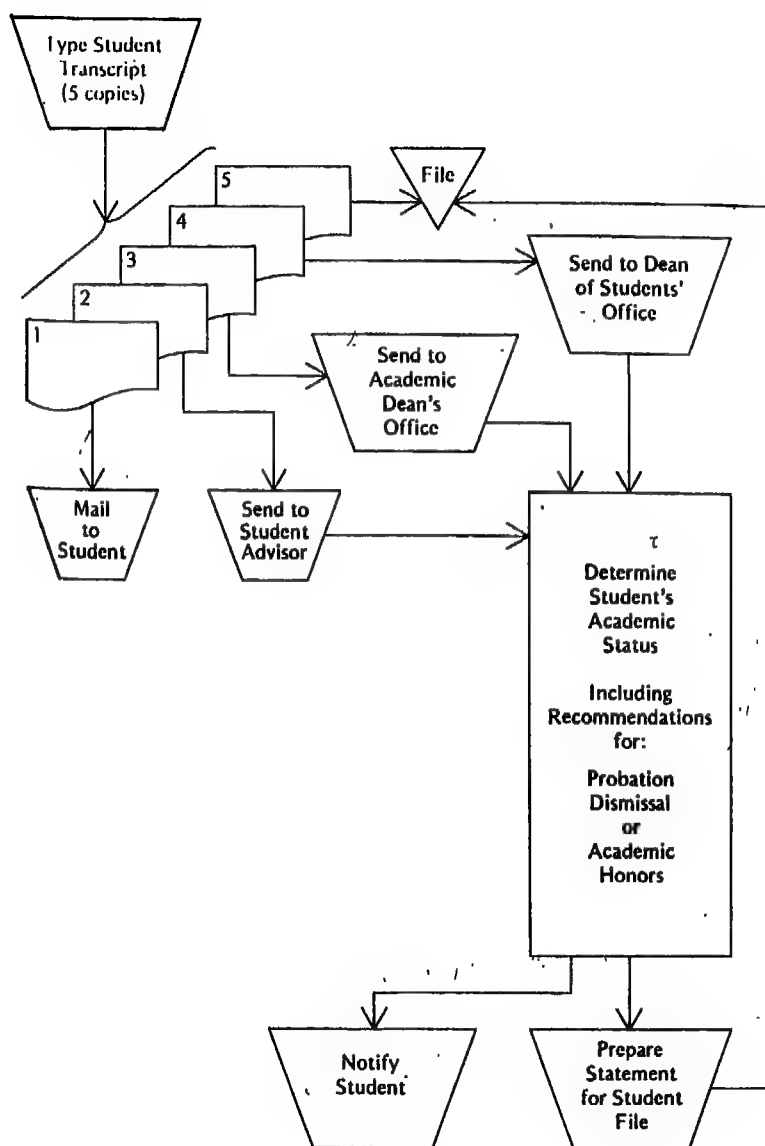 Type Student
Transcript
(5 copies)
5
File
4
3
Send to Dean
of Students'
Office
2
1
Send to
Academic
Dean's
Office
Mail
to
Student
Send to
Student
Advisor
Determine
Student's
Academic
Status
Including
Recommendations
for:
Probation
Dismissal
or
Academic
Honors
Notify
Student
Prepare
Statement
for Student
File